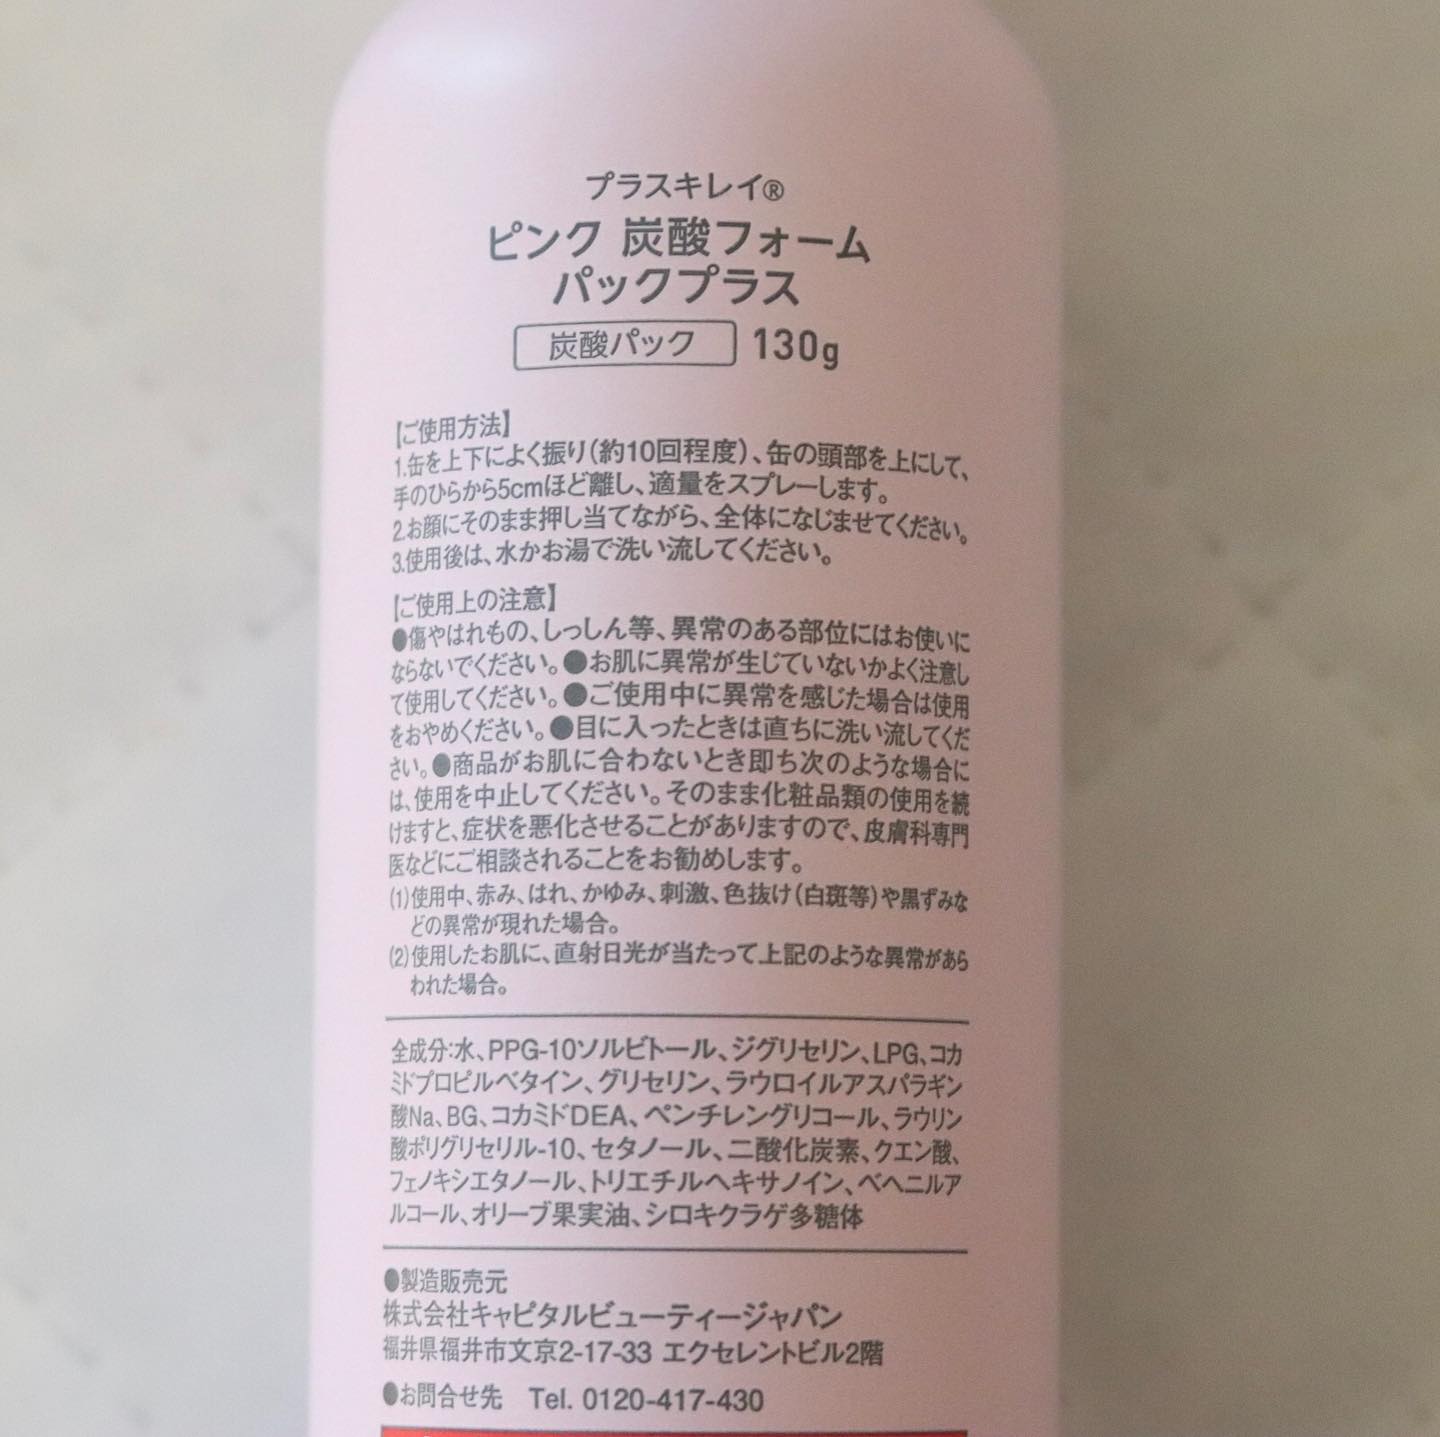 プラスキレイ®
ピンク 炭酸フォーム
パックプラス
炭酸パック 130g
【ご使用方法】
1.缶を上下によく振り(約10回程度)、缶の頭部を上にして、
手のひらから5cmほど離し、適量をスプレーします。
2.お顔にそのまま押し当てながら、全体になじませてください。
3.使用後は、水かお湯で洗い流してください。
【ご使用上の注意】
●傷やはれもの、しっしん等、異常のある部位にはお使いに
ならないでください。●お肌に異常が生じていないかよく注意し
て使用してください。●ご使用中に異常を感じた場合は使用
をおやめください。●目に入ったときは直ちに洗い流してくだ
さい。●商品がお肌に合わないとき即ち次のような場合に
は、使用を中止してください。そのまま化粧品類の使用を続
けますと、症状を悪化させることがありますので、皮膚科専門
医などにご相談されることをお勧めします。
(1)使用中、赤み、はれ、かゆみ、刺激、色抜け(白斑等)や黒ずみな
どの異常が現れた場合。
(2)使用したお肌に、直射日光が当たって上記のような異常があら
われた場合。
全成分:水、PPG-10ソルビトール、ジグリセリン、LPG、コカ
ミドプロピルベタイン、グリセリン、ラウロイルアスパラギン
酸Na、BG、コカミドDEA、ペンチレングリコール、ラウリン
酸ポリグリセリル-10、セタノール、二酸化炭素、クエン酸、
フェノキシエタノール、トリエチルヘキサノイン、ベヘニルア
ルコール、オリーブ果実油、シロキクラゲ多糖体
●製造販売元
株式会社キャピタルビューティージャパン
福井県福井市文京2-17-33 エクセレントビル2階
●お問合せ先 Tel. 0120-417-430